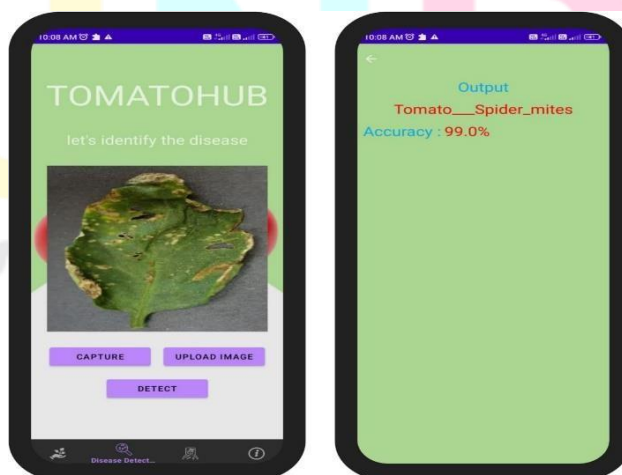 10:08 AM
TOMATOHUB
let's identify the disease
CAPTURE
UPLOAD IMAGE
DETECT
Disease Detect...
10:08 AM
Output
Tomato___Spider_mites
Accuracy : 99.0%